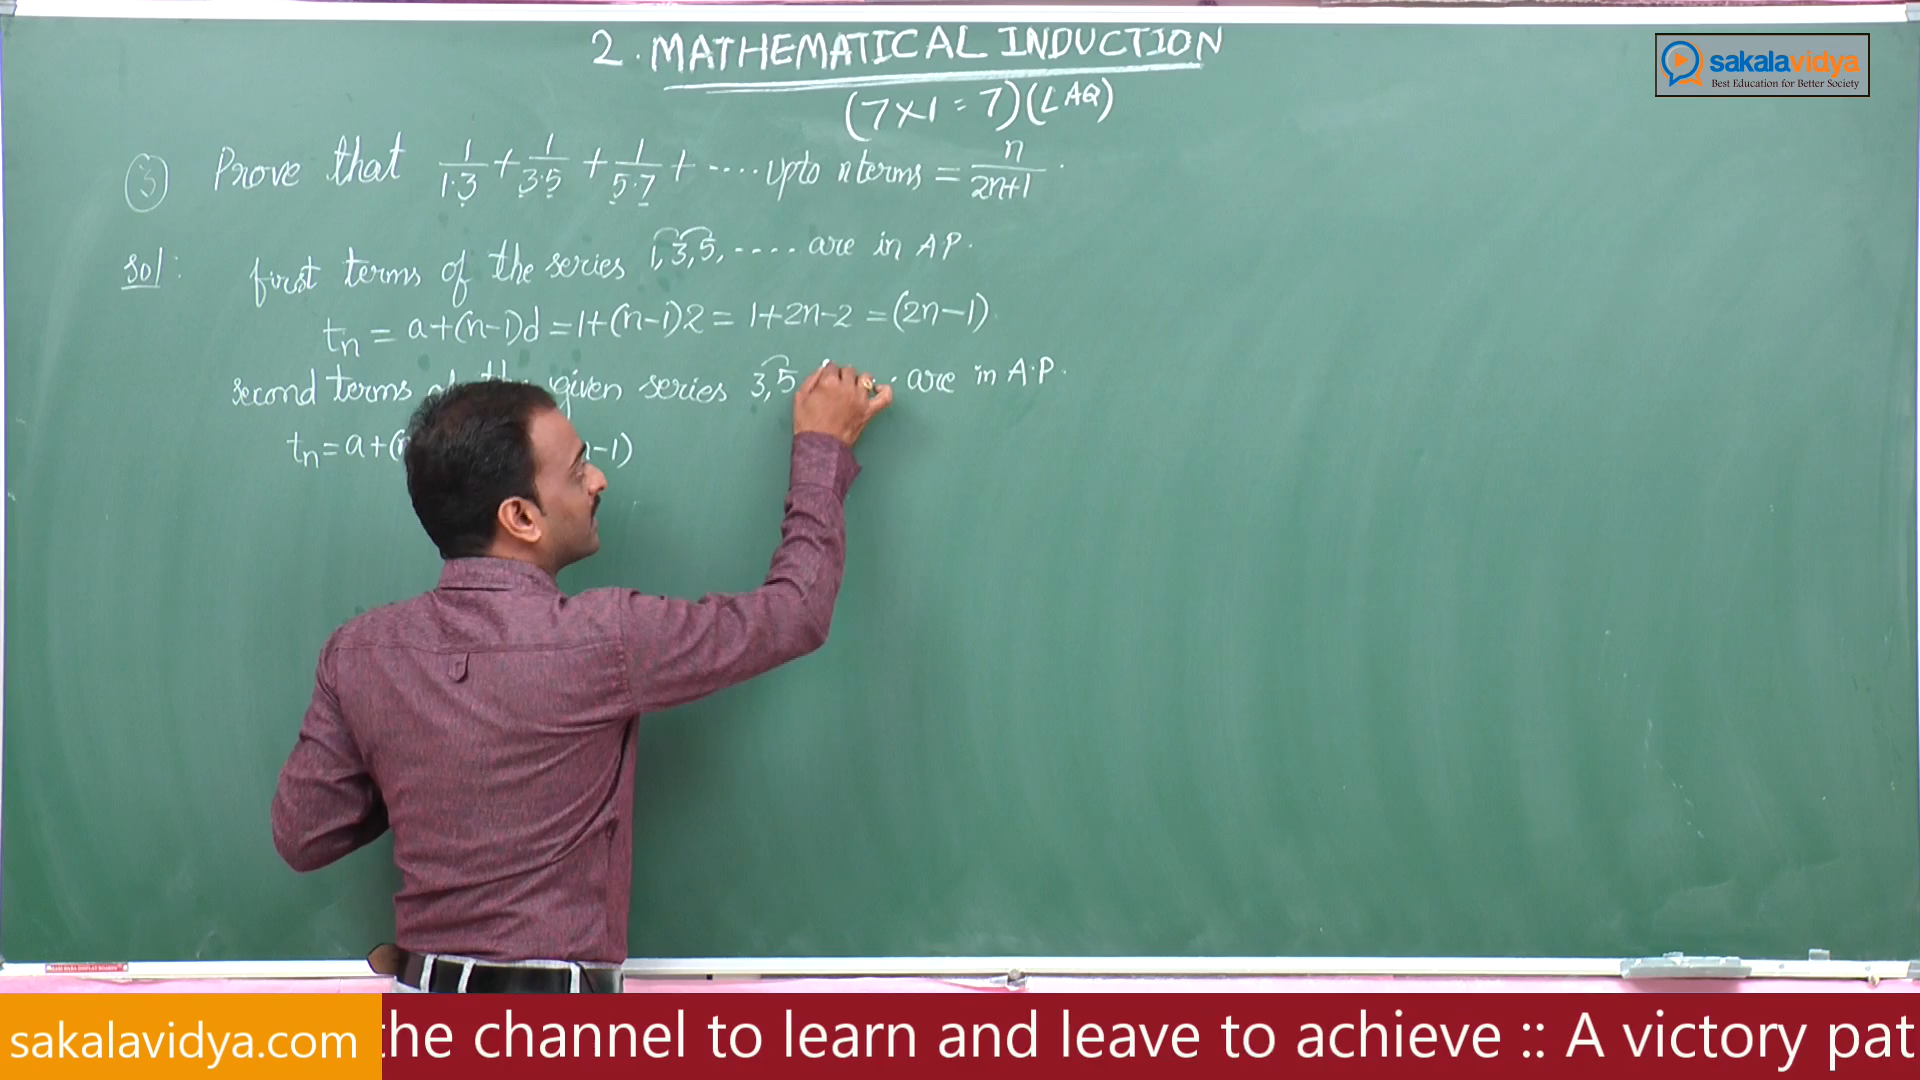 2. MATHEMATICAL INDUCTION
(7×1=7)(LAQ)
sakalavidya
Best Education for Better Society
③ Prove that 1/1·3 + 1/3·5 + 1/5·7 + ···· upto n terms = n/2n+1.
Sol: first terms of the series 1, 3, 5, ···· are in A.P.
tn = a+(n-1)d = 1+(n-1)2 = 1+2n-2 = (2n-1).
second terms given series 3, 5 are in A.P.
tn = a+( -1)
sakalavidya.com
the channel to learn and leave to achieve :: A victory pat